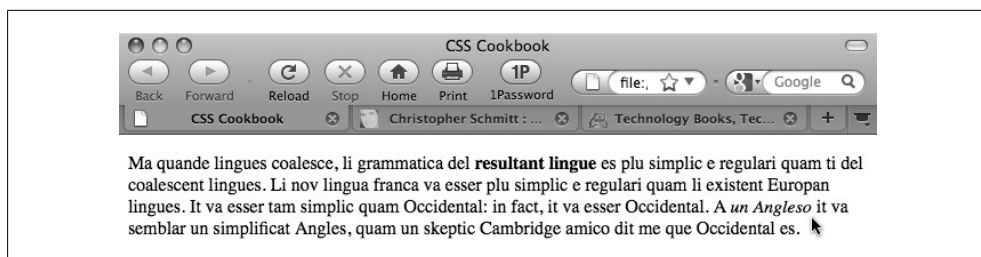 CSS Cookbook
1P
file:,
Google
Back Forward Reload Stop Home Print 1Password
CSS Cookbook Christopher Schmitt : ... Technology Books, Tec... +
Ma quande lingues coalesce, li grammatica del resultant lingue es plu simplic e regulari quam ti del
coalescent lingues. Li nov lingua franca va esser plu simplic e regulari quam li existent Europan
lingues. It va esser tam simplic quam Occidental: in fact, it va esser Occidental. A un Angleso it va
semblar un simplificat Angles, quam un skeptic Cambridge amico dit me que Occidental es.